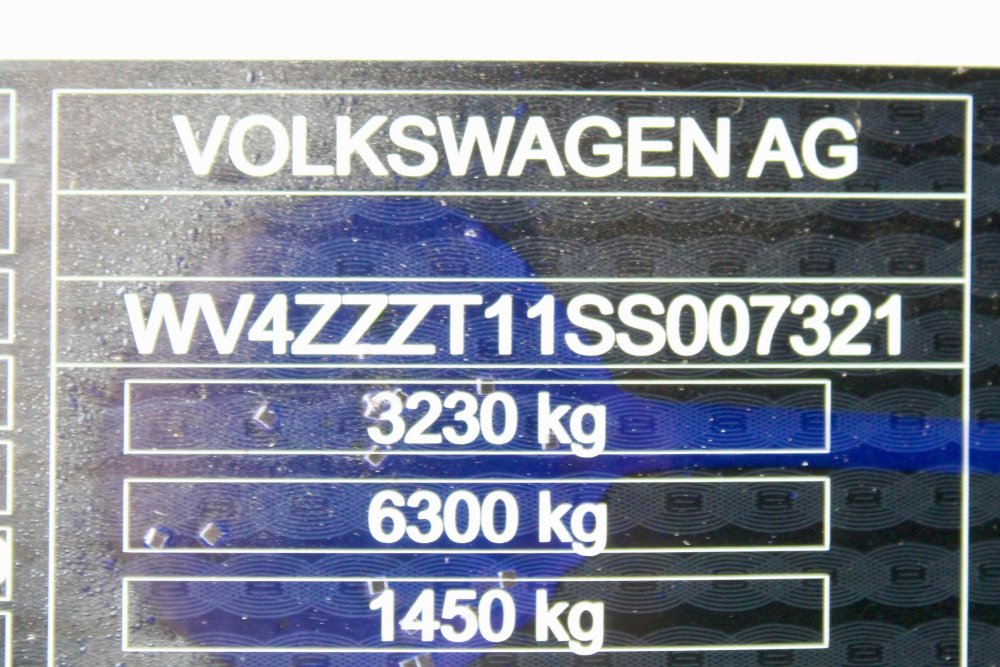 VOLKSWAGEN AG
WV4ZZZT11SS007321
3230 kg
6300 kg
1450 kg